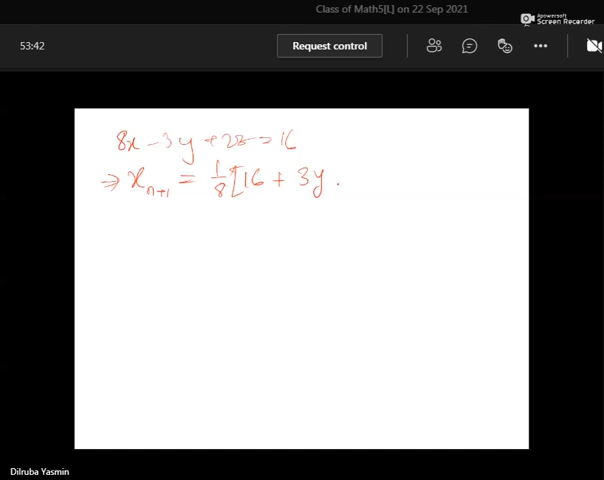 Class of Math5[L] on 22 Sep 2021
Apowersoft
Screen Recorder
53:42
Request control
8x - 3y + 2z = 16
⇒ x_{n+1} = 1/8 [16 + 3y .
Dilruba Yasmin